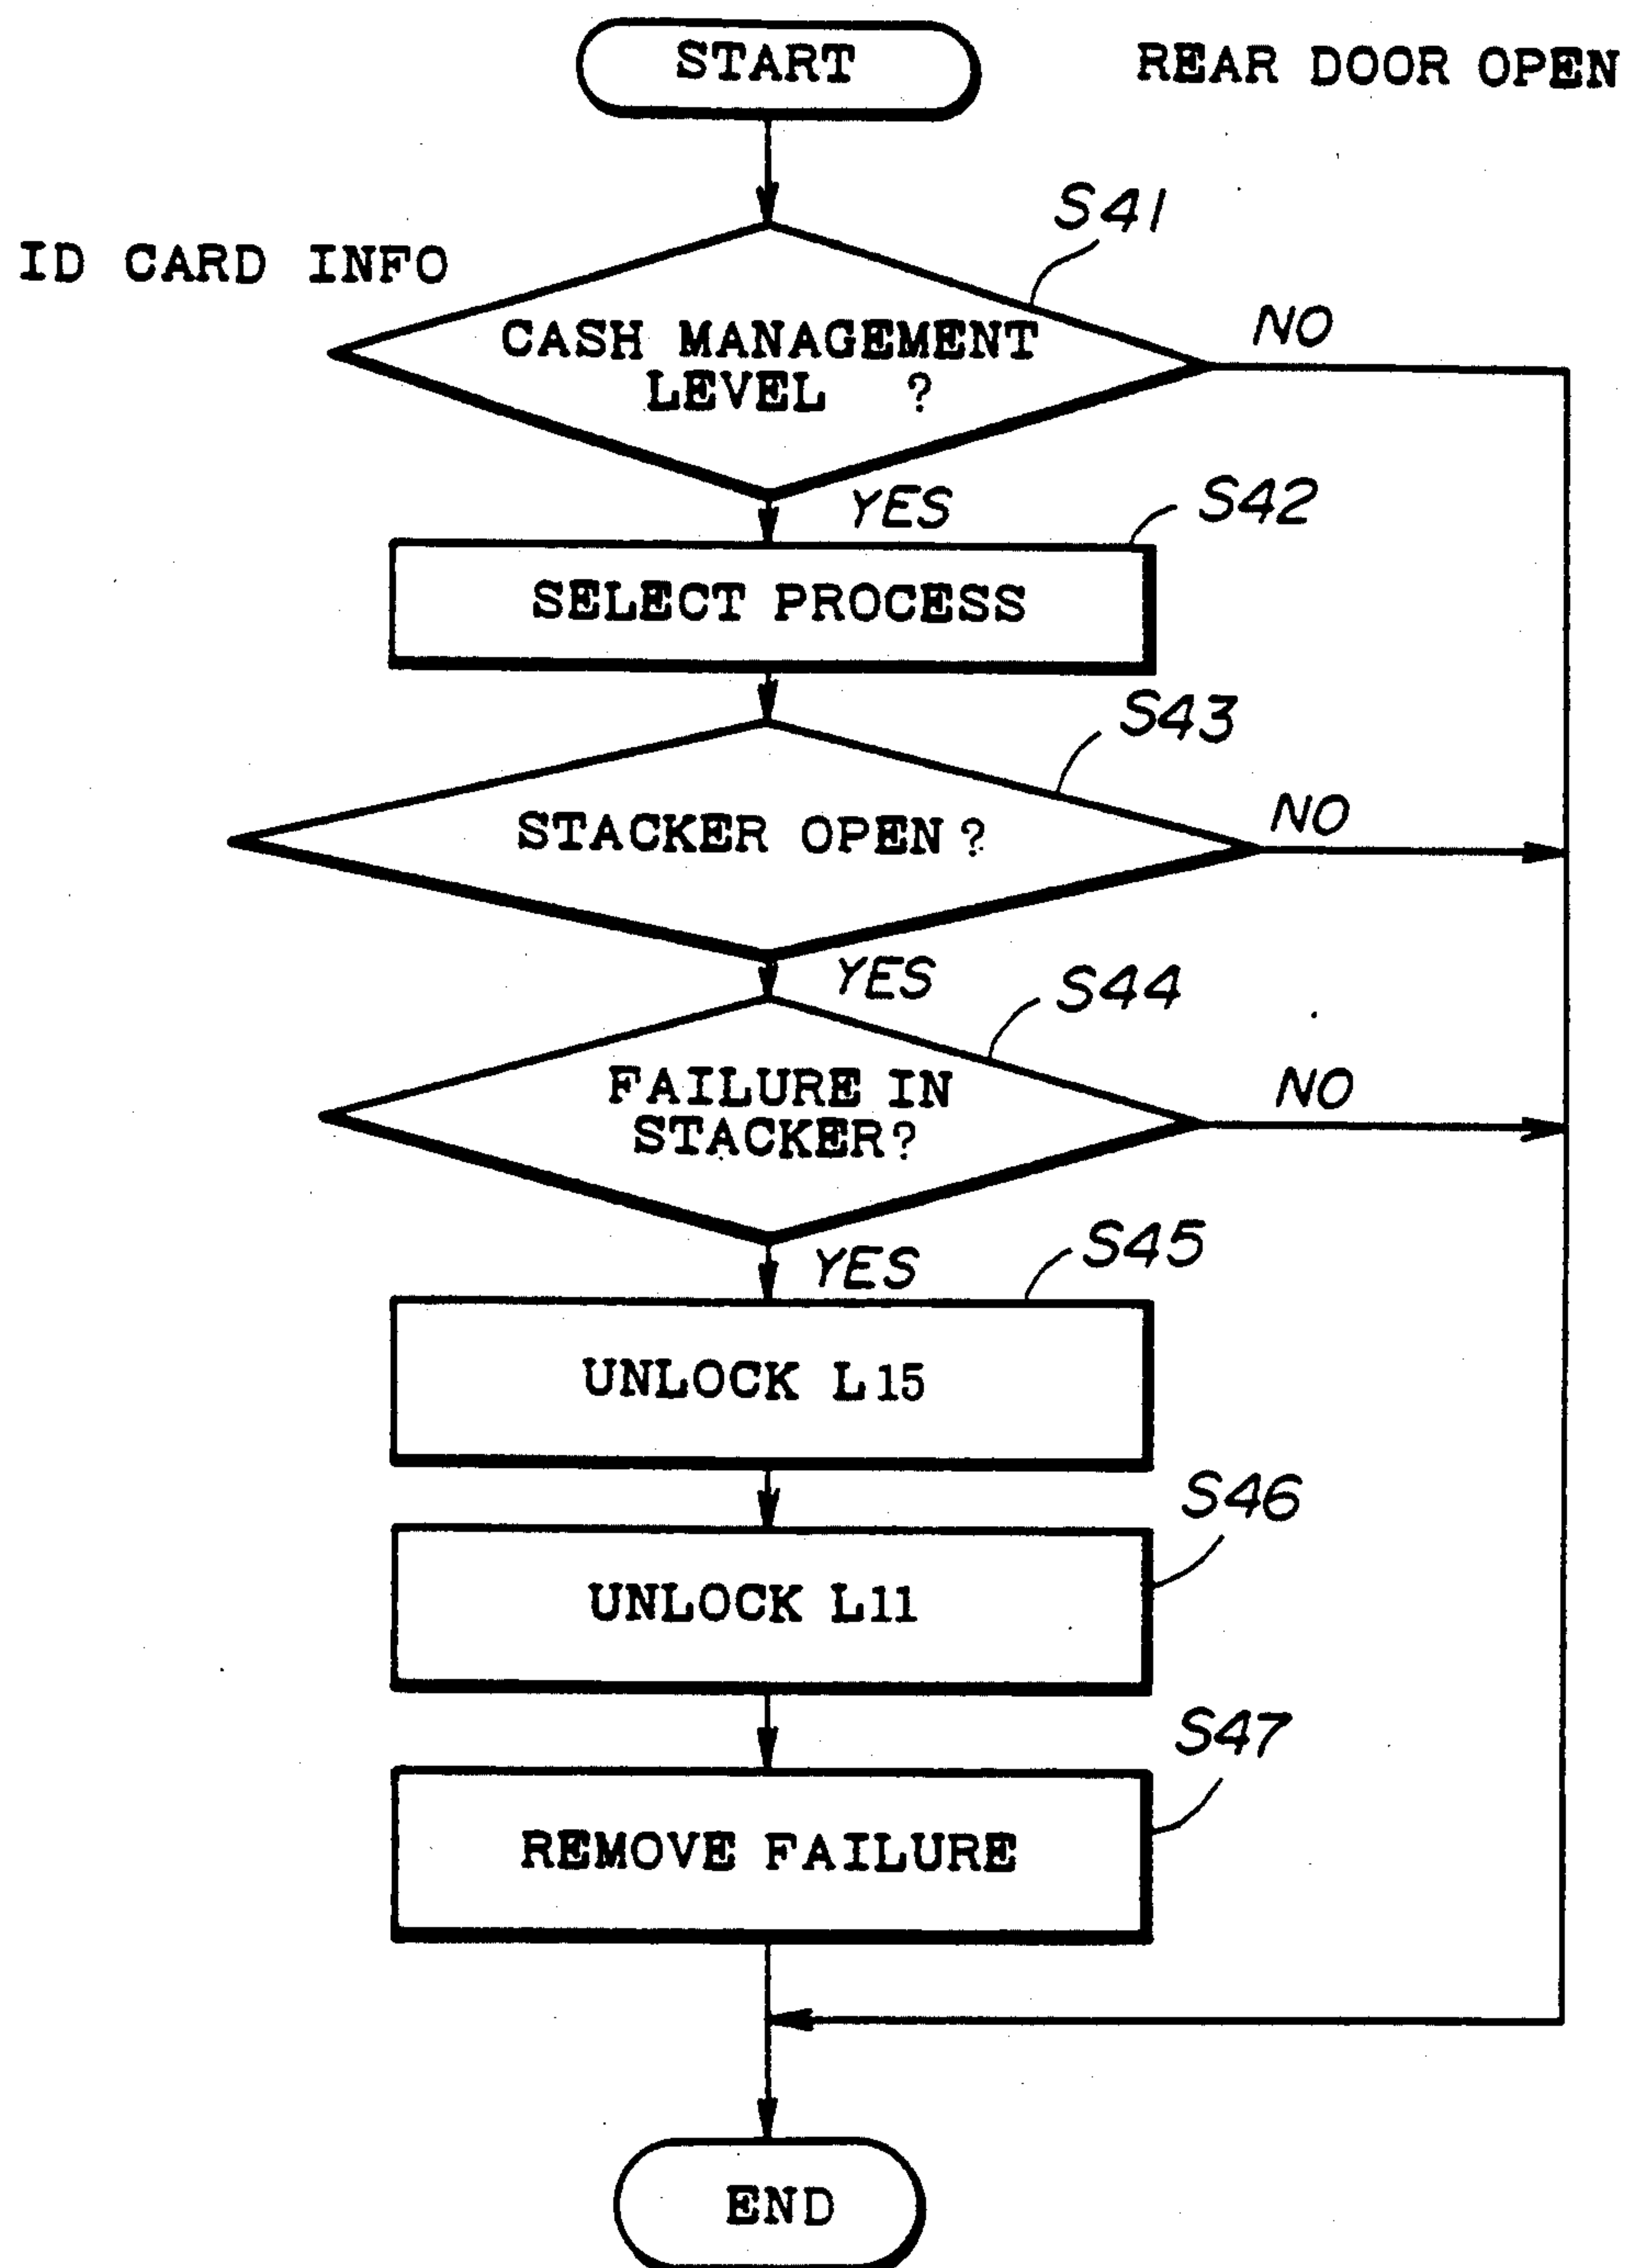 START
REAR DOOR OPEN
S41
ID CARD INFO
CASH MANAGEMENT
LEVEL ?
NO
YES
S42
SELECT PROCESS
S43
STACKER OPEN?
NO
YES
S44
FAILURE IN
STACKER?
NO
YES
S45
UNLOCK L15
S46
UNLOCK L11
S47
REMOVE FAILURE
END